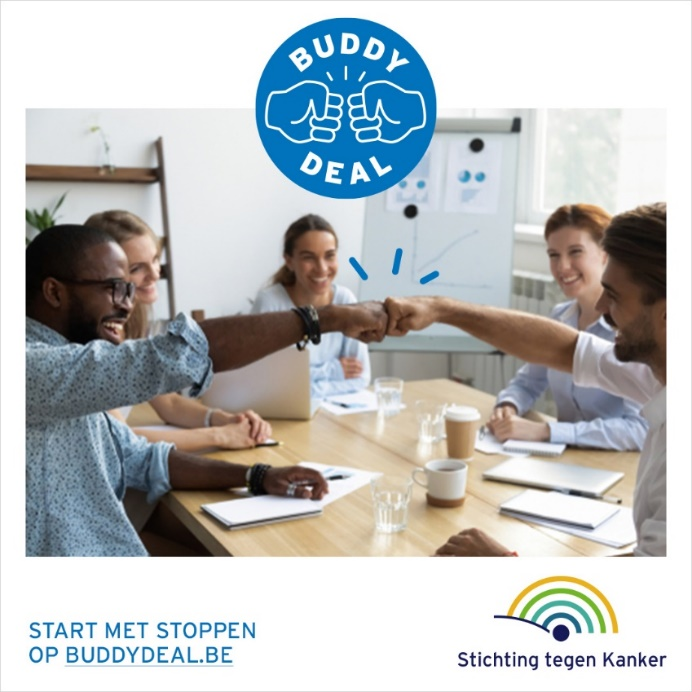 BUDDY
DEAL
START MET STOPPEN
OP BUDDYDEAL.BE
Stichting tegen Kanker